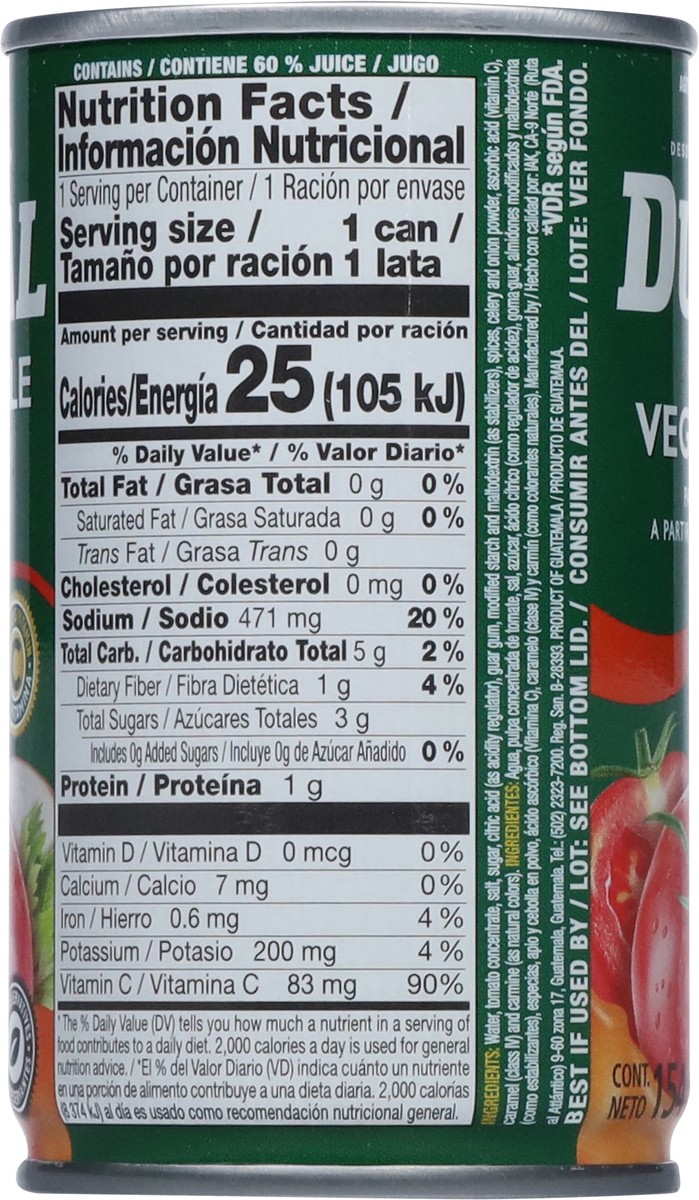 CONTAINS / CONTIENE 60 % JUICE / JUGO
Nutrition Facts /
Información Nutricional
1 Serving per Container / 1 Ración por envase
Serving size / 1 can /
Tamaño por ración 1 lata
Amount per serving / Cantidad por ración
Calories/Energía 25 (105 kJ)
% Daily Value* / % Valor Diario*
Total Fat / Grasa Total 0 g 0 %
Saturated Fat / Grasa Saturada 0 g 0 %
Trans Fat / Grasa Trans 0 g
Cholesterol / Colesterol 0 mg 0 %
Sodium / Sodio 471 mg 20 %
Total Carb. / Carbohidrato Total 5 g 2 %
Dietary Fiber / Fibra Dietética 1 g 4 %
Total Sugars / Azúcares Totales 3 g
Includes 0g Added Sugars / Incluye 0g de Azúcar Añadido 0 %
Protein / Proteína 1 g
Vitamin D / Vitamina D 0 mcg 0%
Calcium / Calcio 7 mg 0%
Iron / Hierro 0.6 mg 4 %
Potassium / Potasio 200 mg 4 %
Vitamin C / Vitamina C 83 mg 90%
* The % Daily Value (DV) tells you how much a nutrient in a serving of
food contributes to a daily diet. 2,000 calories a day is used for general
nutrition advice. / *El % del Valor Diario (VD) indica cuánto un nutriente
en una porción de alimento contribuye a una dieta diaria. 2,000 calorías
(8 374 kJ) al día es usado como recomendación nutricional general.
INGREDIENTS: Water, tomato concentrate, salt, sugar, citric acid (as acidity regulator), guar gum, modified starch and maltodextrin (as stabilizers), spices, celery and onion powder, ascorbic acid (vitamin C),
caramel (class IV) and carmine (as natural colors). INGREDIENTES: Agua, pulpa concentrada de tomate, sal, azúcar, ácido cítrico (como regulador de acidez), goma guar, almidones modificados y maltodextrina
(como estabilizantes), especias, apio y cebolla en polvo, ácido ascórbico (Vitamina C), caramelo (clase IV) y carmín (como colorantes naturales). Manufactured by / Hecho con calidad por: IAK, CA-9 Norte (Ruta
al Atlántico) 9-60 zona 17, Guatemala, Guatemala. Tel.: (502) 2323-7200. Reg. San. B-28393. PRODUCT OF GUATEMALA / PRODUCTO DE GUATEMALA. *VDR según FDA.
BEST IF USED BY / LOT: SEE BOTTOM LID. / CONSUMIR ANTES DEL / LOTE: VER FONDO.
L
LE
DES
DU
VEG
A PARTI
CONT.
NETO 154